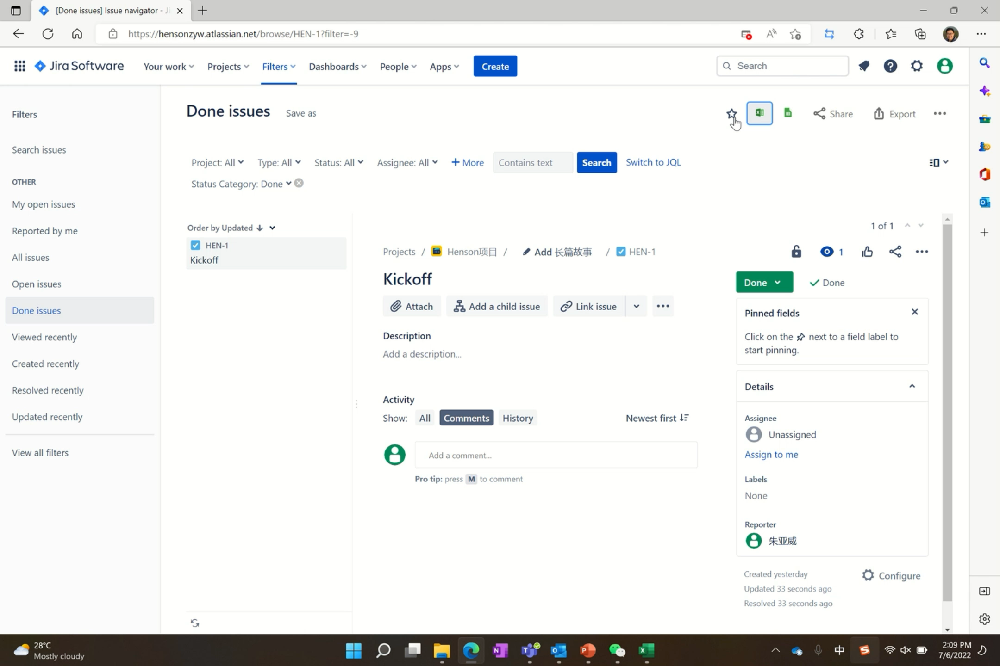 [Done issues] Issue navigator - Ji
https://hensonzyw.atlassian.net/browse/HEN-1?filter=-9
Jira Software
Your work
Projects
Filters
Dashboards
People
Apps
Create
Search
Filters
Search issues
OTHER
My open issues
Reported by me
All issues
Open issues
Done issues
Viewed recently
Created recently
Resolved recently
Updated recently
View all filters
Done issues
Save as
Share
Export
Project: All
Type: All
Status: All
Assignee: All
+ More
Contains text
Search
Switch to JQL
Status Category: Done
Order by Updated
HEN-1
Kickoff
1 of 1
Projects / Henson项目 / Add 长篇故事 / HEN-1
1
Kickoff
Attach
Add a child issue
Link issue
Description
Add a description...
Activity
Show: All Comments History
Newest first
Add a comment...
Pro tip: press M to comment
Done
Done
Pinned fields
Click on the next to a field label to
start pinning.
Details
Assignee
Unassigned
Assign to me
Labels
None
Reporter
朱亚威
Created yesterday
Updated 33 seconds ago
Resolved 33 seconds ago
Configure
28°C
Mostly cloudy
中
2:09 PM
7/6/2022